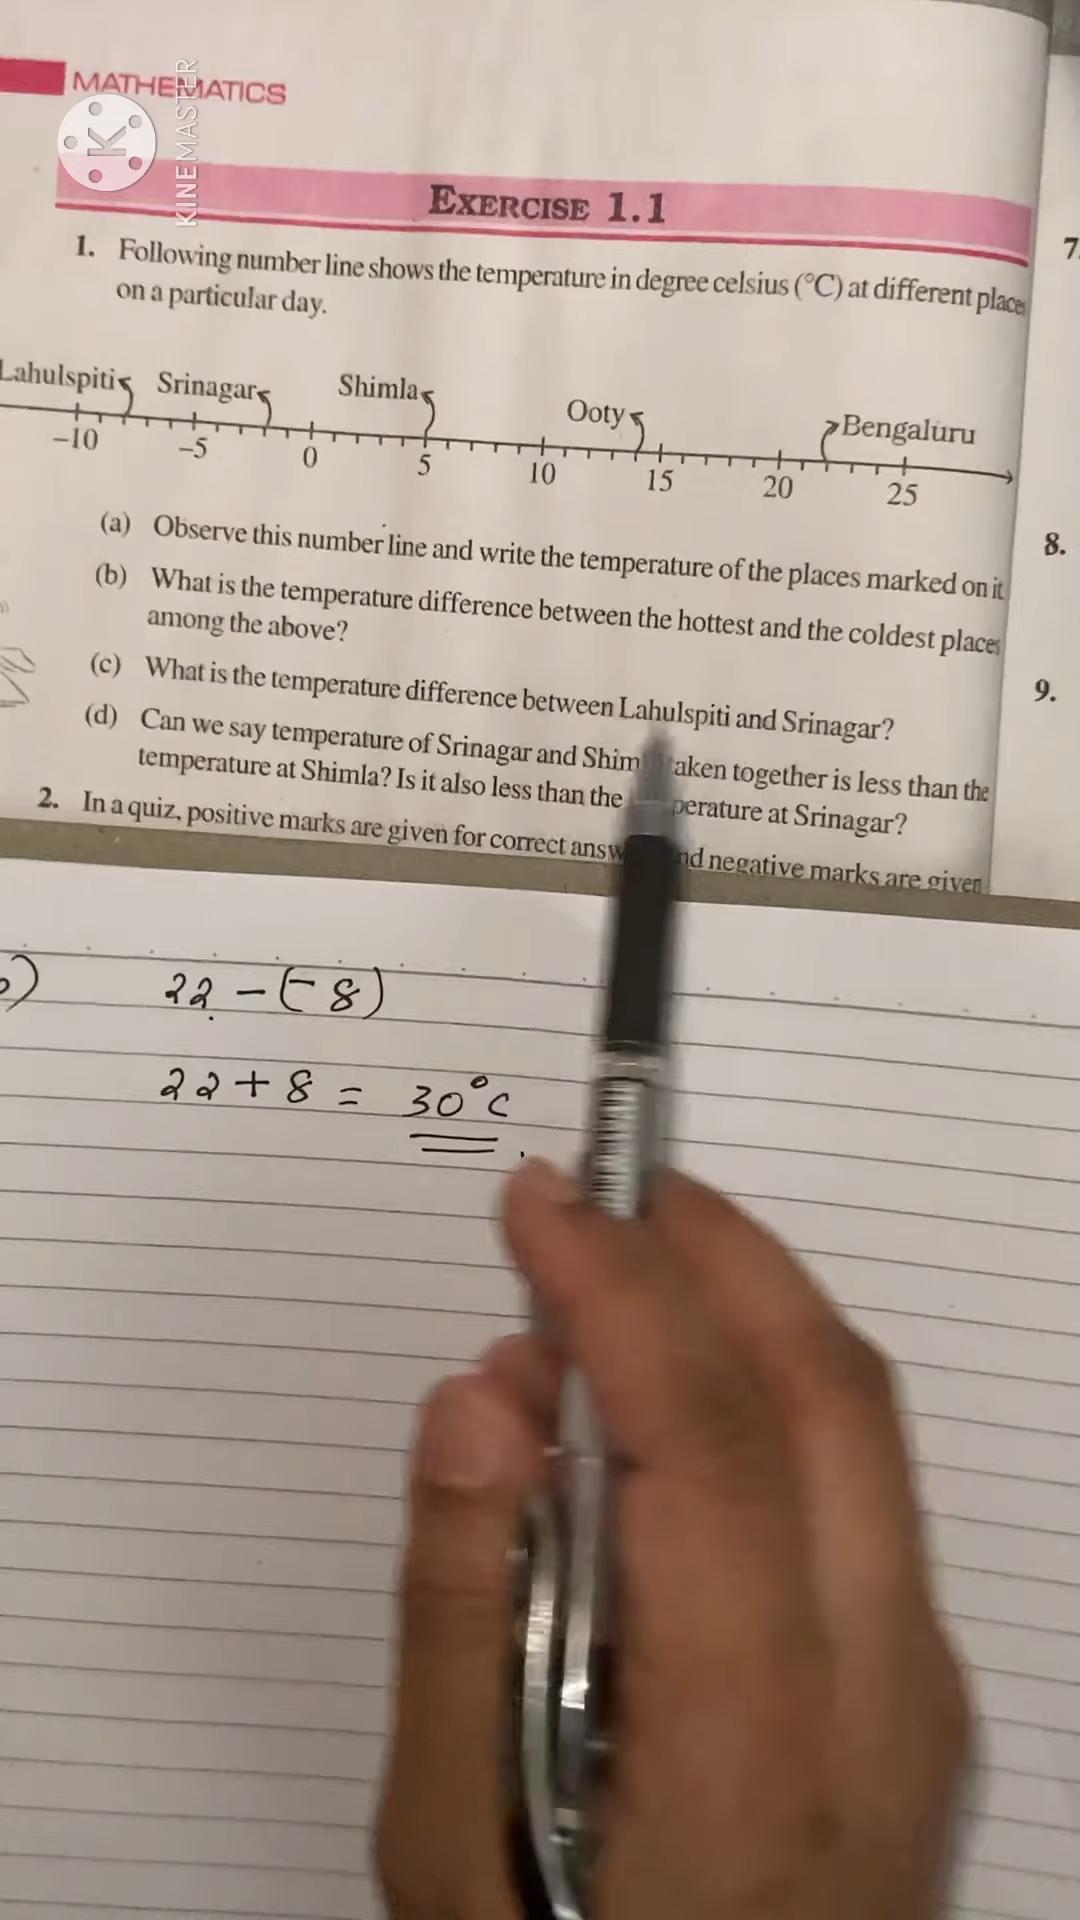 MATHEMATICS
KINEMASTER
EXERCISE 1.1
7.
1. Following number line shows the temperature in degree celsius (°C) at different places
on a particular day.
Lahulspiti Srinagar Shimla Ooty Bengaluru
–10 –5 0 5 10 15 20 25
(a) Observe this number line and write the temperature of the places marked on it
8.
(b) What is the temperature difference between the hottest and the coldest places
among the above?
(c) What is the temperature difference between Lahulspiti and Srinagar?
9.
(d) Can we say temperature of Srinagar and Shim taken together is less than the
temperature at Shimla? Is it also less than the perature at Srinagar?
2. In a quiz, positive marks are given for correct answ nd negative marks are given
22 - (- 8)
22 + 8 = 30°C